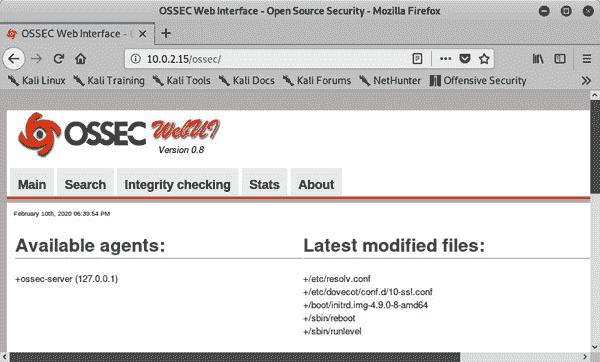 OSSEC Web Interface - Open Source Security - Mozilla Firefox
OSSEC Web Interface - O
10.0.2.15/ossec/
Kali Linux Kali Training Kali Tools Kali Docs Kali Forums NetHunter Offensive Security
OSSEC WebUI
Version 0.8
Main Search Integrity checking Stats About
February 10th, 2020 06:39:54 PM
Available agents:
+ossec-server (127.0.0.1)
Latest modified files:
+/etc/resolv.conf
+/etc/dovecot/conf.d/10-ssl.conf
+/boot/initrd.img-4.9.0-8-amd64
+/sbin/reboot
+/sbin/runlevel